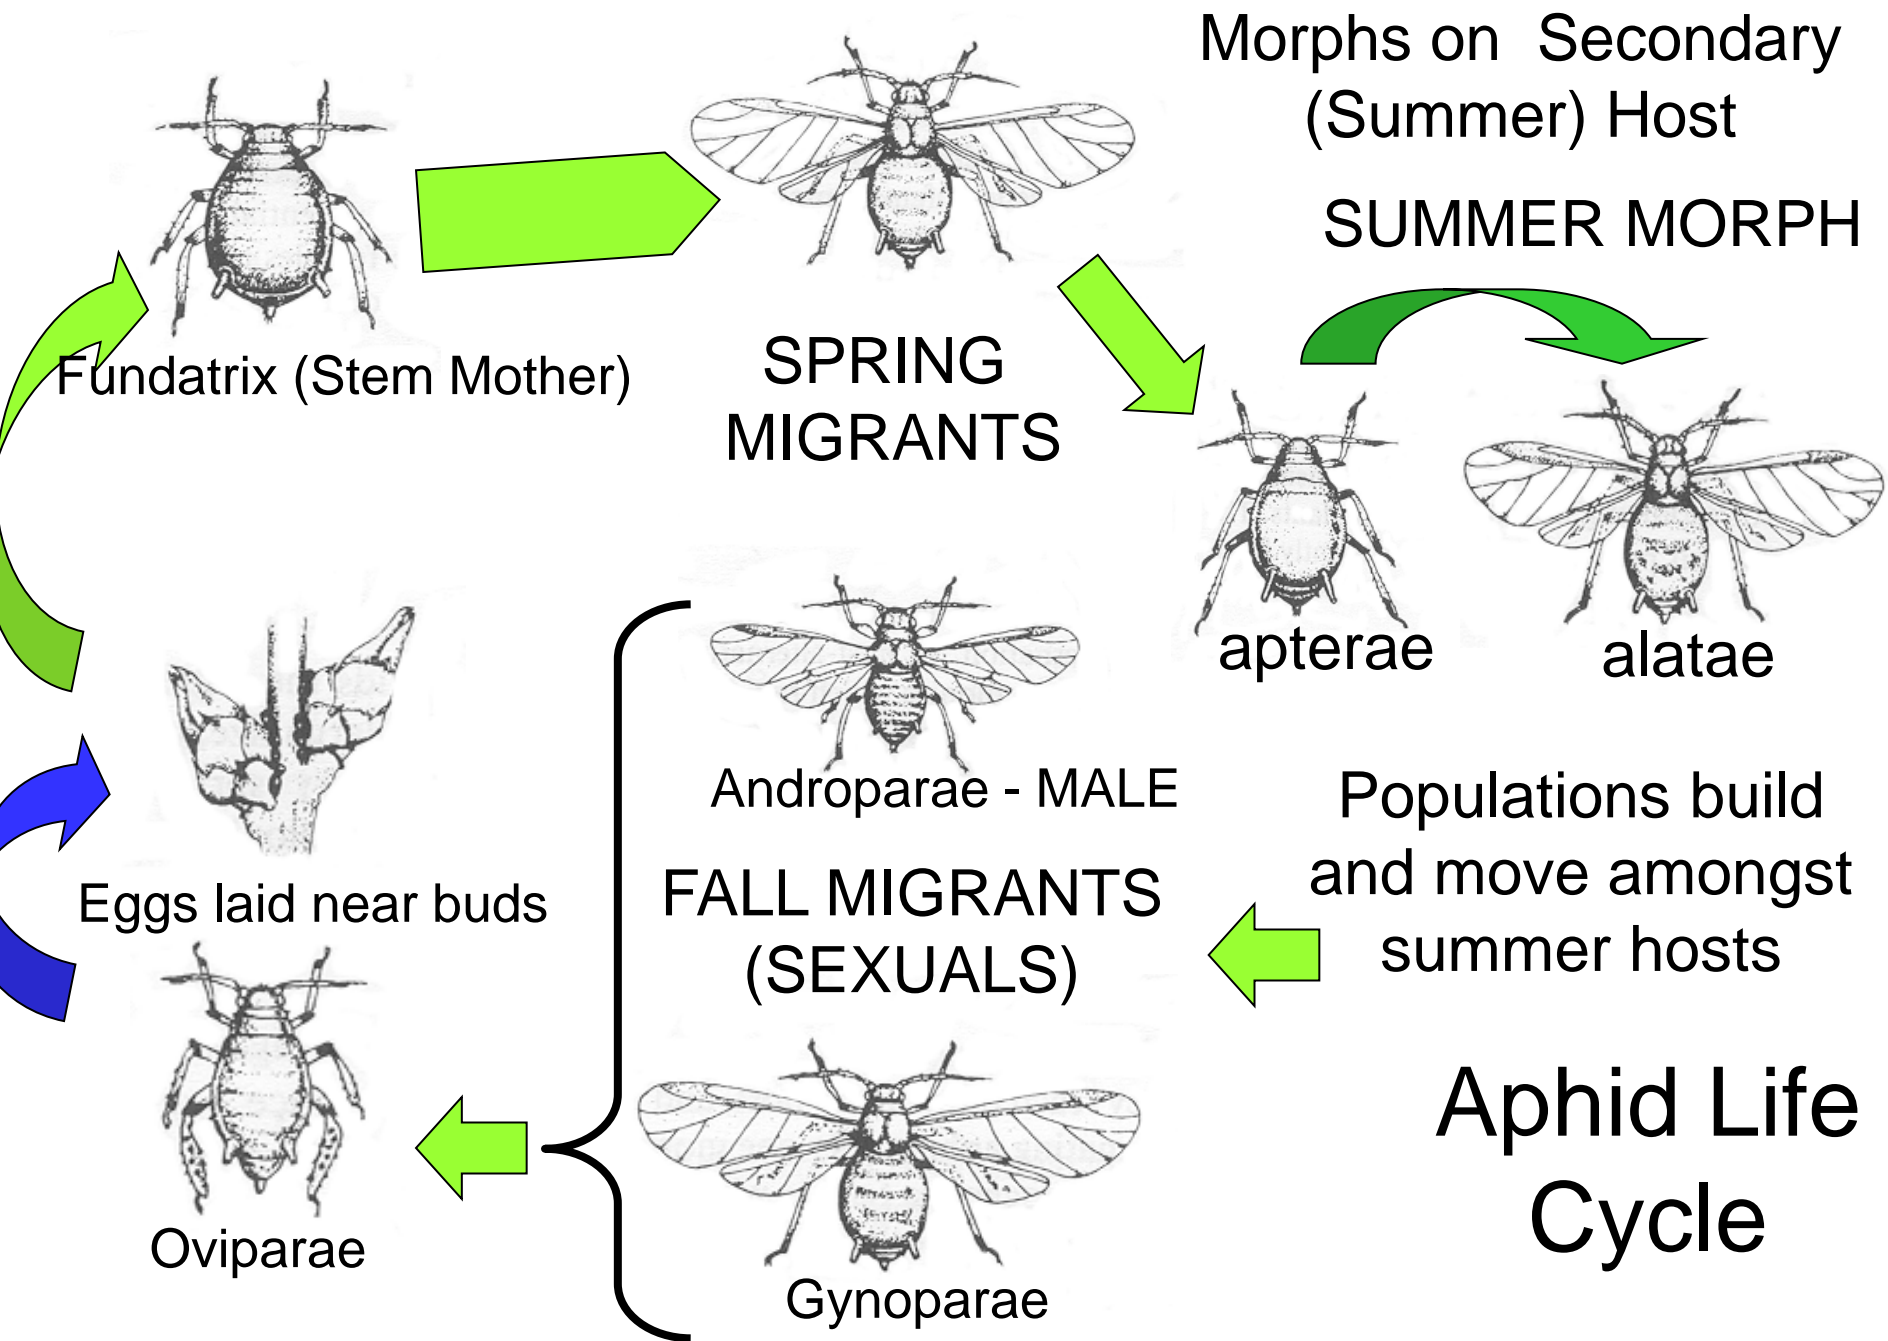 Morphs on Secondary
(Summer) Host
SUMMER MORPH
Fundatrix (Stem Mother)
SPRING
MIGRANTS
apterae
alatae
Androparae - MALE
Populations build
and move amongst
summer hosts
FALL MIGRANTS
(SEXUALS)
Eggs laid near buds
Oviparae
Gynoparae
Aphid Life
Cycle